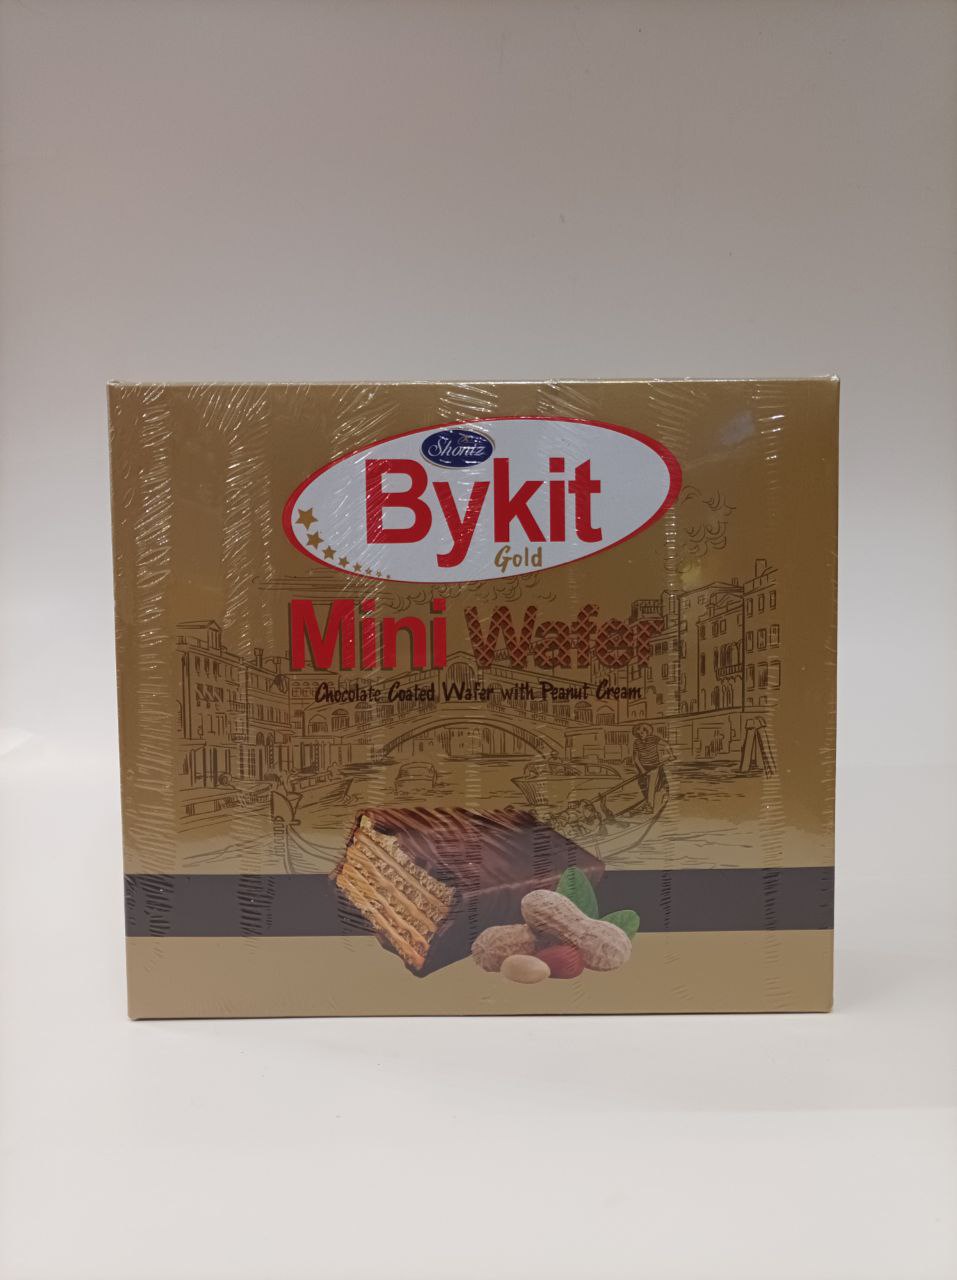 Shoniz
Bykit
Gold
Mini Wafer
Chocolate Coated Wafer with Peanut Cream